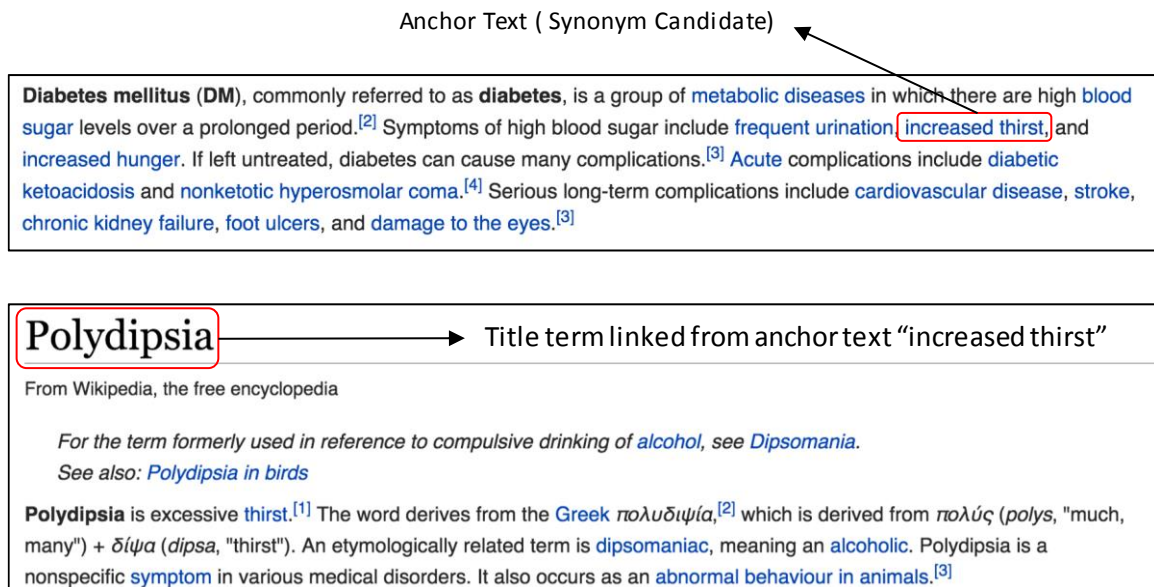 Anchor Text ( Synonym Candidate)
Diabetes mellitus (DM), commonly referred to as diabetes, is a group of metabolic diseases in which there are high blood
sugar levels over a prolonged period.[2] Symptoms of high blood sugar include frequent urination, increased thirst, and
increased hunger. If left untreated, diabetes can cause many complications.[3] Acute complications include diabetic
ketoacidosis and nonketotic hyperosmolar coma.[4] Serious long-term complications include cardiovascular disease, stroke,
chronic kidney failure, foot ulcers, and damage to the eyes.[3]
Polydipsia
Title term linked from anchor text “increased thirst”
From Wikipedia, the free encyclopedia
For the term formerly used in reference to compulsive drinking of alcohol, see Dipsomania.
See also: Polydipsia in birds
Polydipsia is excessive thirst.[1] The word derives from the Greek πολυδιψία,[2] which is derived from πολύς (polys, "much,
many") + δίψα (dipsa, "thirst"). An etymologically related term is dipsomaniac, meaning an alcoholic. Polydipsia is a
nonspecific symptom in various medical disorders. It also occurs as an abnormal behaviour in animals.[3]